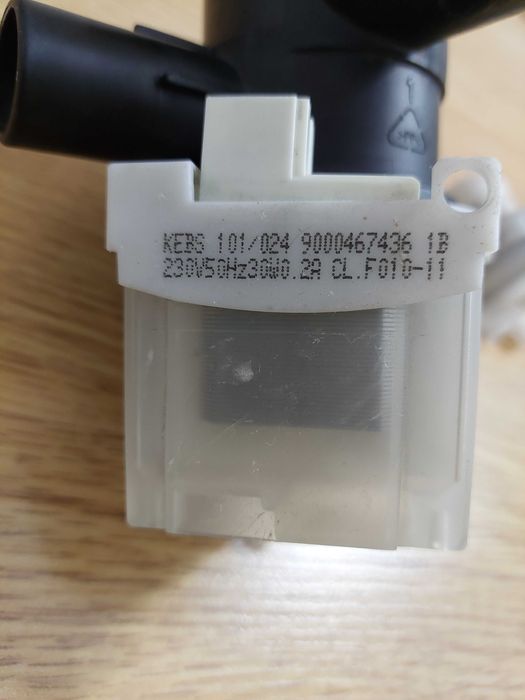 KEBS 101/024 9000467436 1B
230V50Hz30W0.2A CL.F010-11